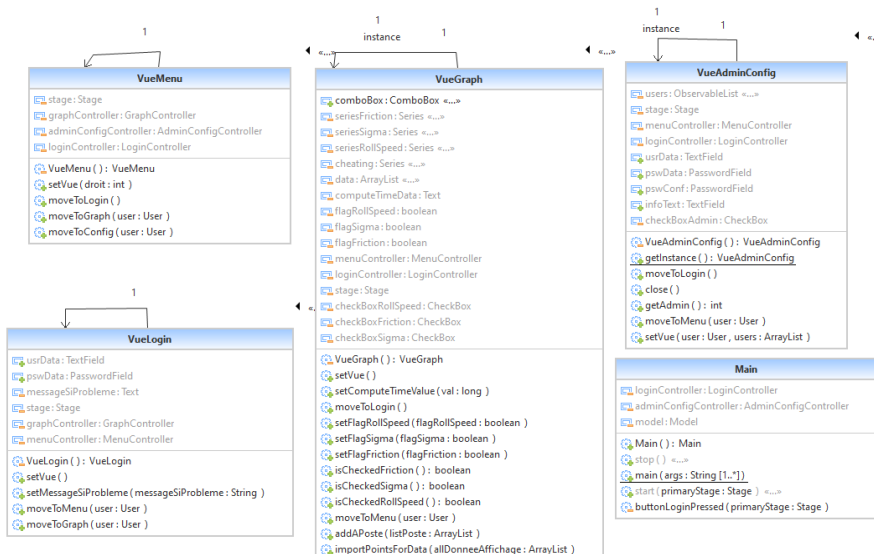 1
VueMenu
stage : Stage
graphController : GraphController
adminConfigController : AdminConfigController
loginController : LoginController
VueMenu ( ) : VueMenu
setVue ( droit : int )
moveToLogin ( )
moveToGraph ( user : User )
moveToConfig ( user : User )
1
VueLogin
usrData : TextField
pswData : PasswordField
messageSiProbleme : Text
stage : Stage
graphController : GraphController
menuController : MenuController
VueLogin ( ) : VueLogin
setVue ( )
setMessageSiProbleme ( messageSiProbleme : String )
moveToMenu ( user : User )
moveToGraph ( user : User )
1
instance
1
«...»
VueGraph
comboBox : ComboBox «...»
seriesFriction : Series «...»
seriesSigma : Series «...»
seriesRollSpeed : Series «...»
cheating : Series «...»
data : ArrayList «...»
computeTimeData : Text
flagRollSpeed : boolean
flagSigma : boolean
flagFriction : boolean
menuController : MenuController
loginController : LoginController
stage : Stage
checkBoxRollSpeed : CheckBox
checkBoxFriction : CheckBox
checkBoxSigma : CheckBox
VueGraph ( ) : VueGraph
setVue ( )
setComputeTimeValue ( val : long )
moveToLogin ( )
setFlagRollSpeed ( flagRollSpeed : boolean )
setFlagSigma ( flagSigma : boolean )
setFlagFriction ( flagFriction : boolean )
isCheckedFriction ( ) : boolean
isCheckedSigma ( ) : boolean
isCheckedRollSpeed ( ) : boolean
moveToMenu ( user : User )
addAPoste ( listPoste : ArrayList )
importPointsForData ( allDonneeAffichage : ArrayList )
1
instance
1
«...»
VueAdminConfig
users : ObservableList «...»
stage : Stage
menuController : MenuController
loginController : LoginController
usrData : TextField
pswData : PasswordField
pswConf : PasswordField
infoText : TextField
checkBoxAdmin : CheckBox
VueAdminConfig ( ) : VueAdminConfig
getInstance ( ) : VueAdminConfig
moveToLogin ( )
close ( )
getAdmin ( ) : int
moveToMenu ( user : User )
setVue ( user : User , users : ArrayList )
Main
loginController : LoginController
adminConfigController : AdminConfigController
model : Model
Main ( ) : Main
stop ( ) «...»
main ( args : String [1..*] )
start ( primaryStage : Stage ) «...»
buttonLoginPressed ( primaryStage : Stage )